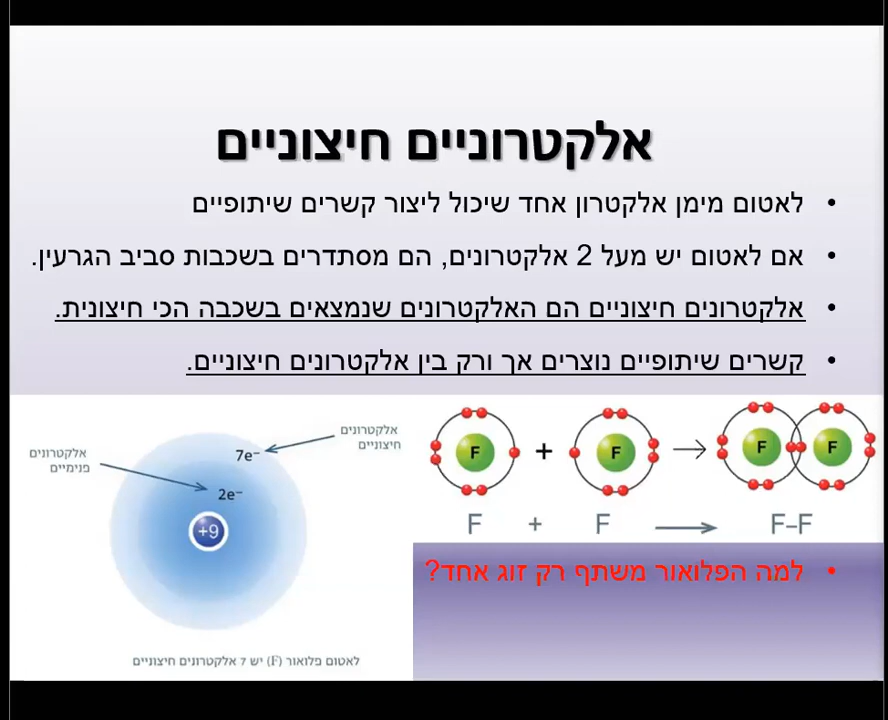 אלקטרוניים חיצוניים
• לאטום מימן אלקטרון אחד שיכול ליצור קשרים שיתופיים
• אם לאטום יש מעל 2 אלקטרונים, הם מסתדרים בשכבות סביב הגרעין.
• אלקטרונים חיצוניים הם האלקטרונים שנמצאים בשכבה הכי חיצונית.
• קשרים שיתופיים נוצרים אך ורק בין אלקטרונים חיצוניים.
אלקטרונים
חיצוניים
אלקטרונים
פנימיים
7e⁻
2e⁻
+9
לאטום פלואור (F) יש 7 אלקטרונים חיצוניים
F + F → F F
F + F → F–F
• למה הפלואור משתף רק זוג אחד?